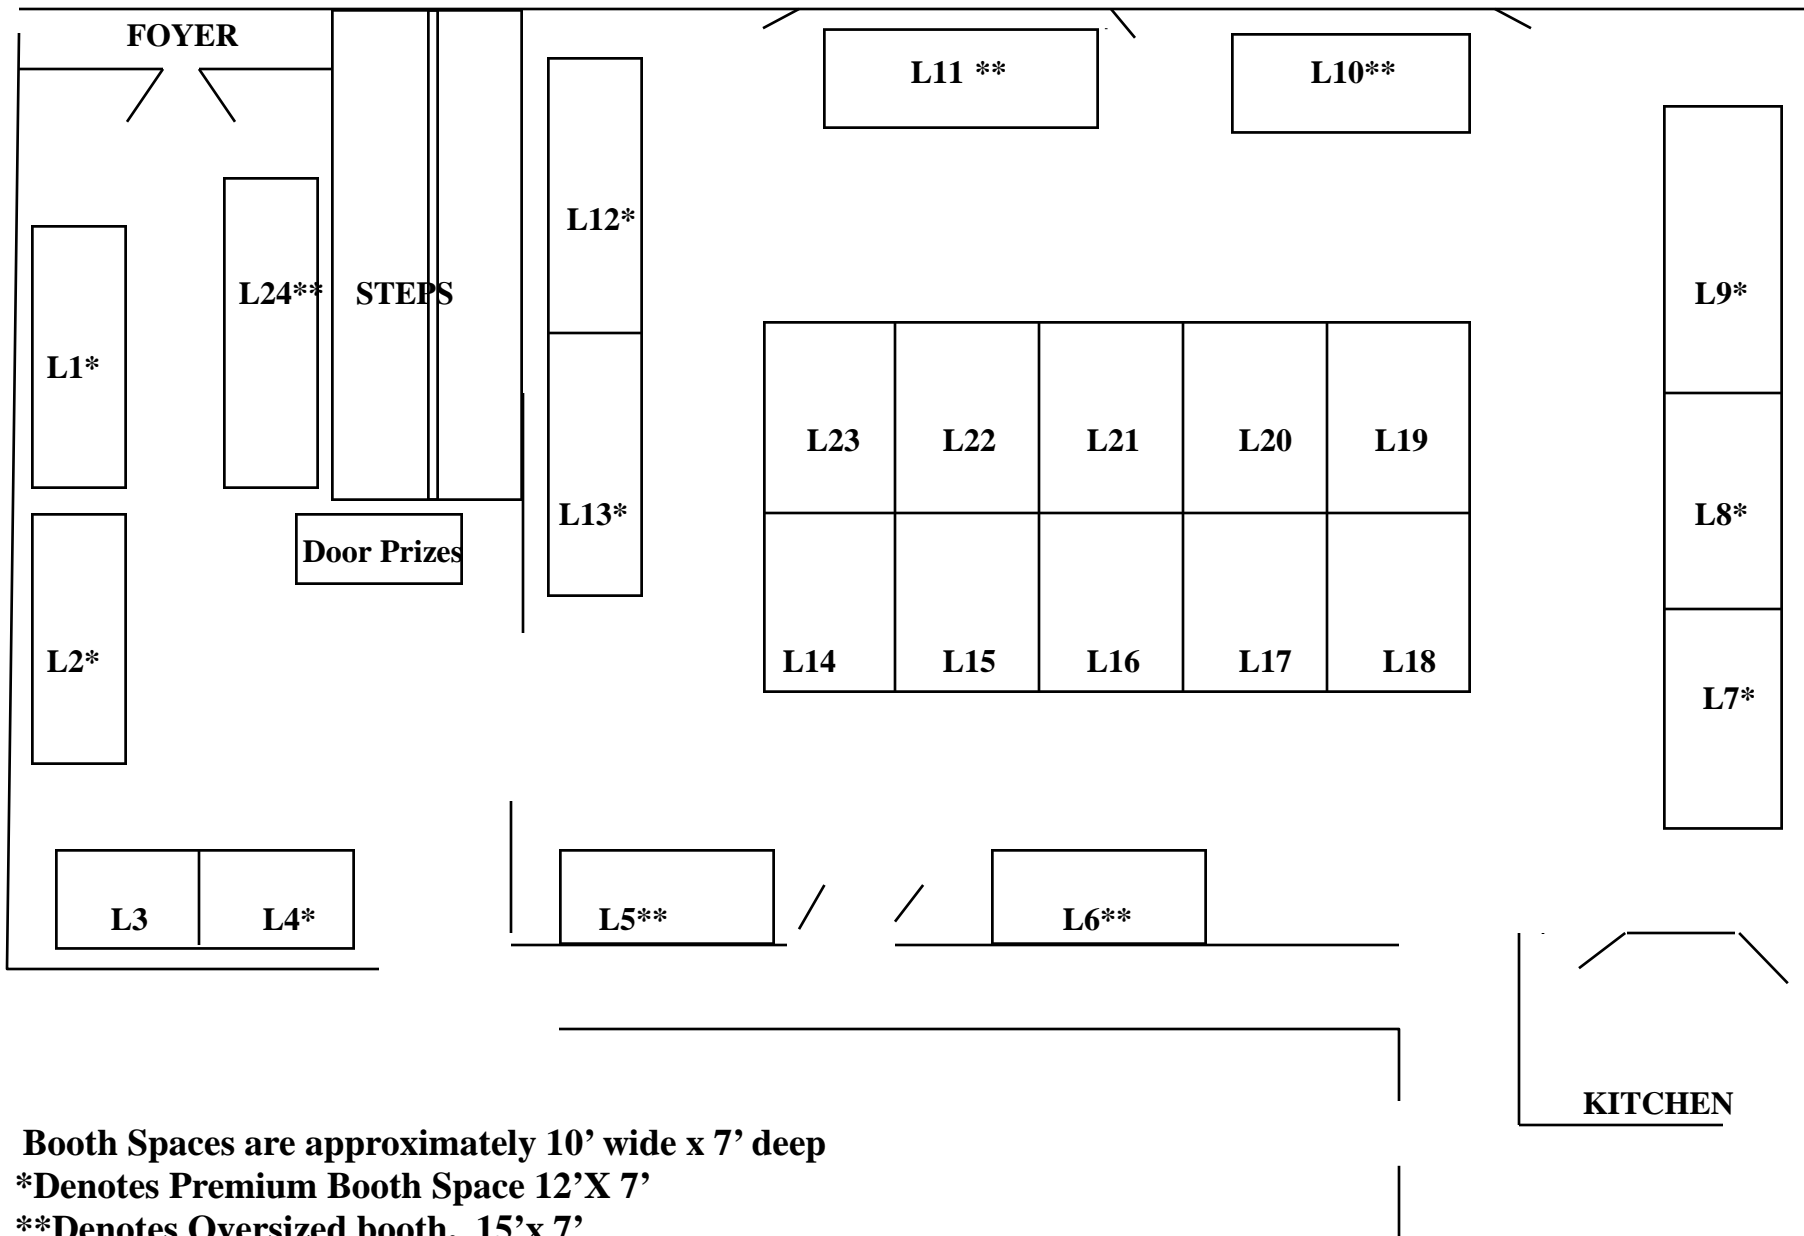 FOYER
L11 **
L10**
L12*
L24**
STEPS
L9*
L1*
L23
L22
L21
L20
L19
L13*
L8*
Door Prizes
L2*
L14
L15
L16
L17
L18
L7*
L3
L4*
L5**
L6**
KITCHEN
Booth Spaces are approximately 10’ wide x 7’ deep
*Denotes Premium Booth Space 12’X 7’
**Denotes Oversized booth.  15’x 7’